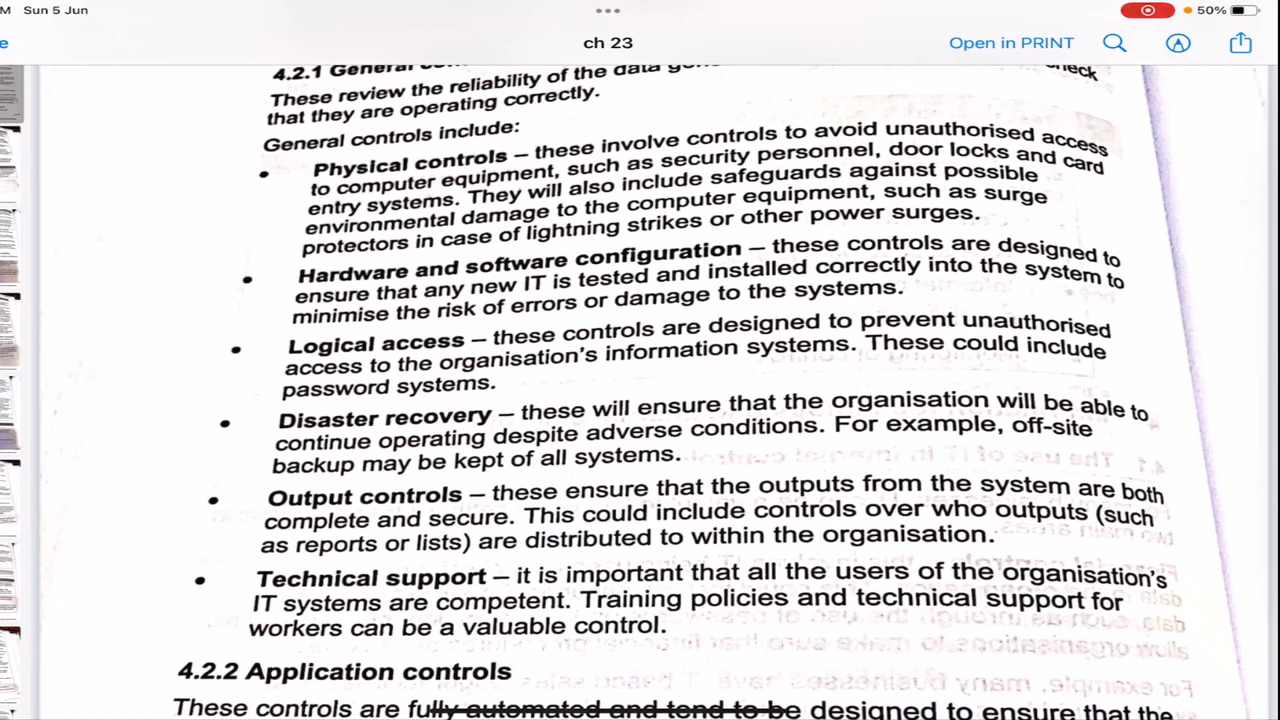 M Sun 5 Jun
50%
e
ch 23
Open in PRINT
4.2.1 General
These review the reliability of the data
check
that they are operating correctly.
General controls include:
• Physical controls – these involve controls to avoid unauthorised access
to computer equipment, such as security personnel, door locks and card
entry systems. They will also include safeguards against possible
environmental damage to the computer equipment, such as surge
protectors in case of lightning strikes or other power surges.
• Hardware and software configuration – these controls are designed to
ensure that any new IT is tested and installed correctly into the system to
minimise the risk of errors or damage to the systems.
• Logical access – these controls are designed to prevent unauthorised
access to the organisation's information systems. These could include
password systems.
• Disaster recovery – these will ensure that the organisation will be able to
continue operating despite adverse conditions. For example, off-site
backup may be kept of all systems.
• Output controls – these ensure that the outputs from the system are both
complete and secure. This could include controls over who outputs (such
as reports or lists) are distributed to within the organisation.
• Technical support – it is important that all the users of the organisation's
IT systems are competent. Training policies and technical support for
workers can be a valuable control.
4.2.2 Application controls
These controls are fully automated and tend to be designed to ensure that the